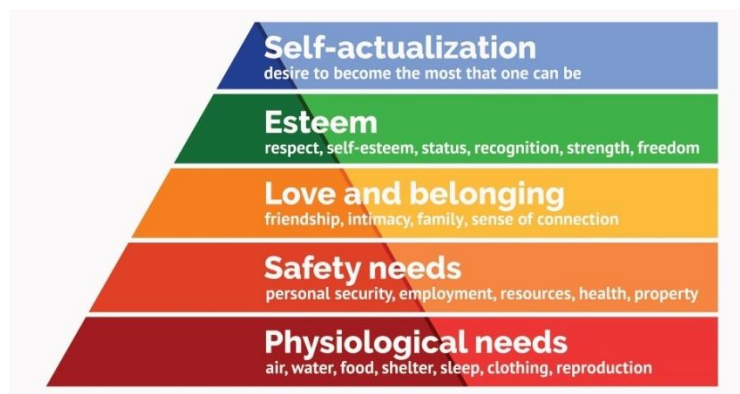 Self-actualization
desire to become the most that one can be
Esteem
respect, self-esteem, status, recognition, strength, freedom
Love and belonging
friendship, intimacy, family, sense of connection
Safety needs
personal security, employment, resources, health, property
Physiological needs
air, water, food, shelter, sleep, clothing, reproduction